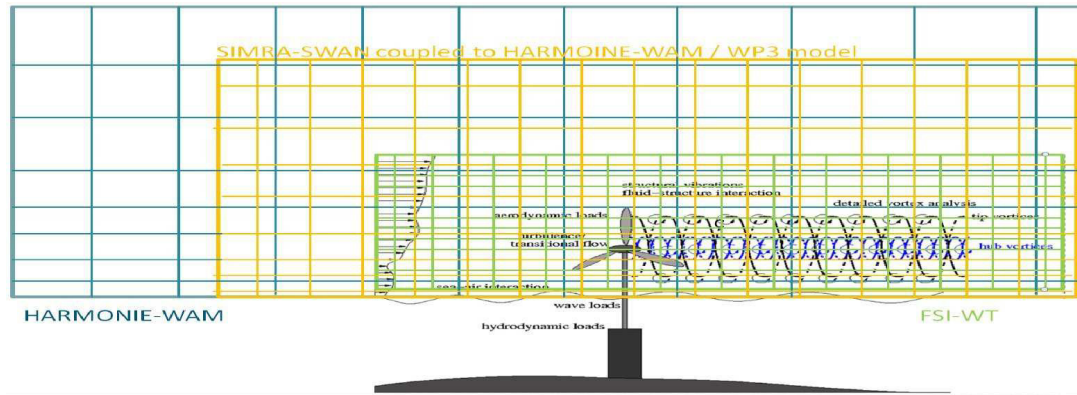 SIMRA-SWAN coupled to HARMOINE-WAM / WP3 model
structural vibrations
fluid-structure interaction
detailed vortex analysis
aerodynamic loads
tip vortices
turbulence/
transitional flow
hub vortices
sea-air interaction
wave loads
HARMONIE-WAM
FSI-WT
hydrodynamic loads